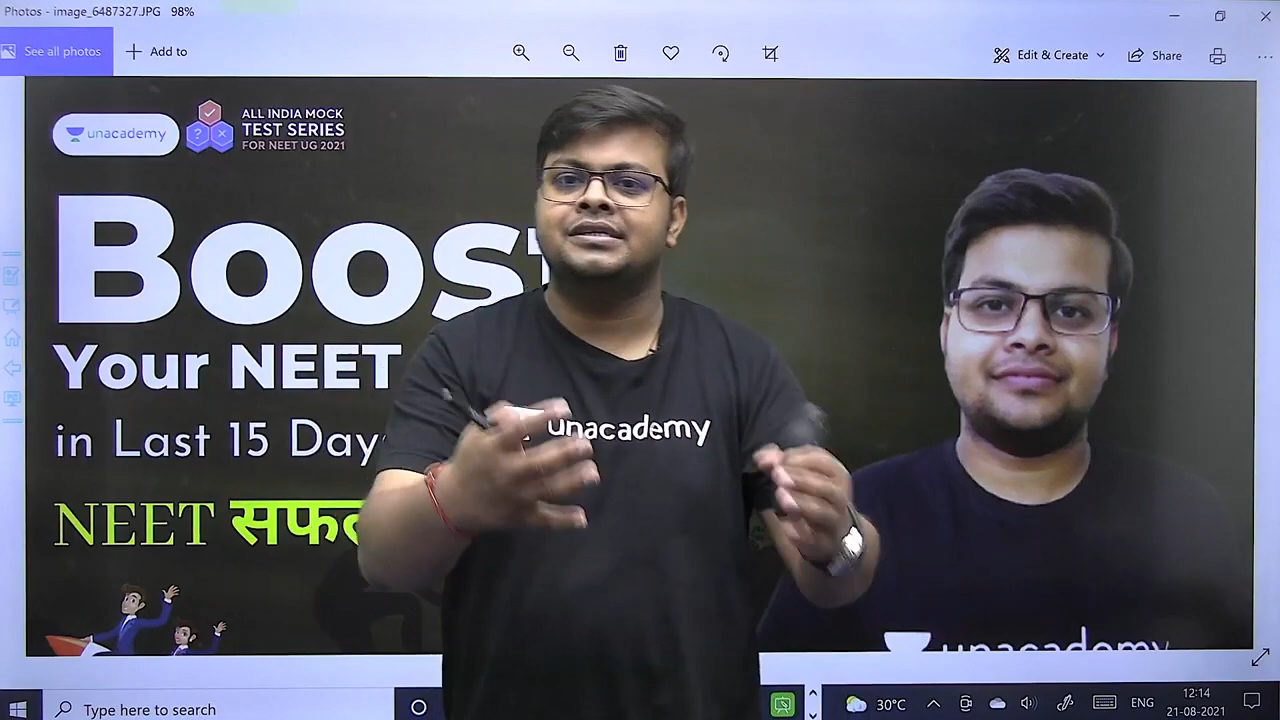 Photos - image_6487327.JPG 98%
See all photos
Add to
Edit & Create
Share
unacademy
ALL INDIA MOCK
TEST SERIES
FOR NEET UG 2021
Boost
Your NEET
in Last 15 Day
NEET सफल
unacademy
unacademy
Type here to search
30°C
ENG
12:14
21-08-2021